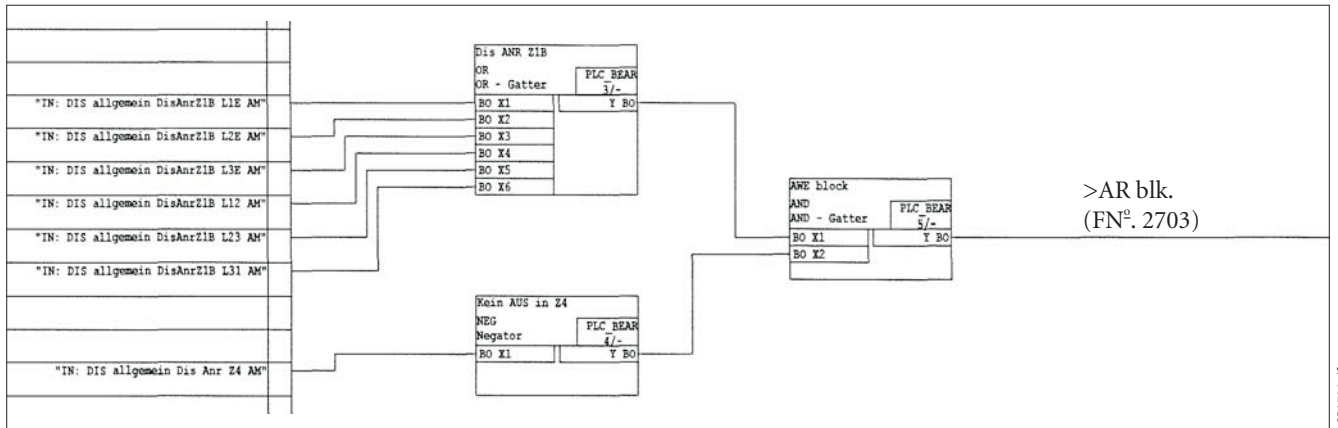 "IN: DIS allgemein DisAnrZ1B L1E AM"
"IN: DIS allgemein DisAnrZ1B L2E AM"
"IN: DIS allgemein DisAnrZ1B L3E AM"
"IN: DIS allgemein DisAnrZ1B L12 AM"
"IN: DIS allgemein DisAnrZ1B L23 AM"
"IN: DIS allgemein DisAnrZ1B L31 AM"
"IN: DIS allgemein Dis Anr Z4 AM"
Dis ANR Z1B
OR
OR - Gatter
PLC_BEAR
3/-
BO X1
Y BO
BO X2
BO X3
BO X4
BO X5
BO X6
Kein AUS in Z4
NEG
Negator
PLC_BEAR
4/-
BO X1
Y BO
AWE block
AND
AND - Gatter
PLC_BEAR
5/-
BO X1
Y BO
BO X2
>AR blk.
(FNº. 2703)